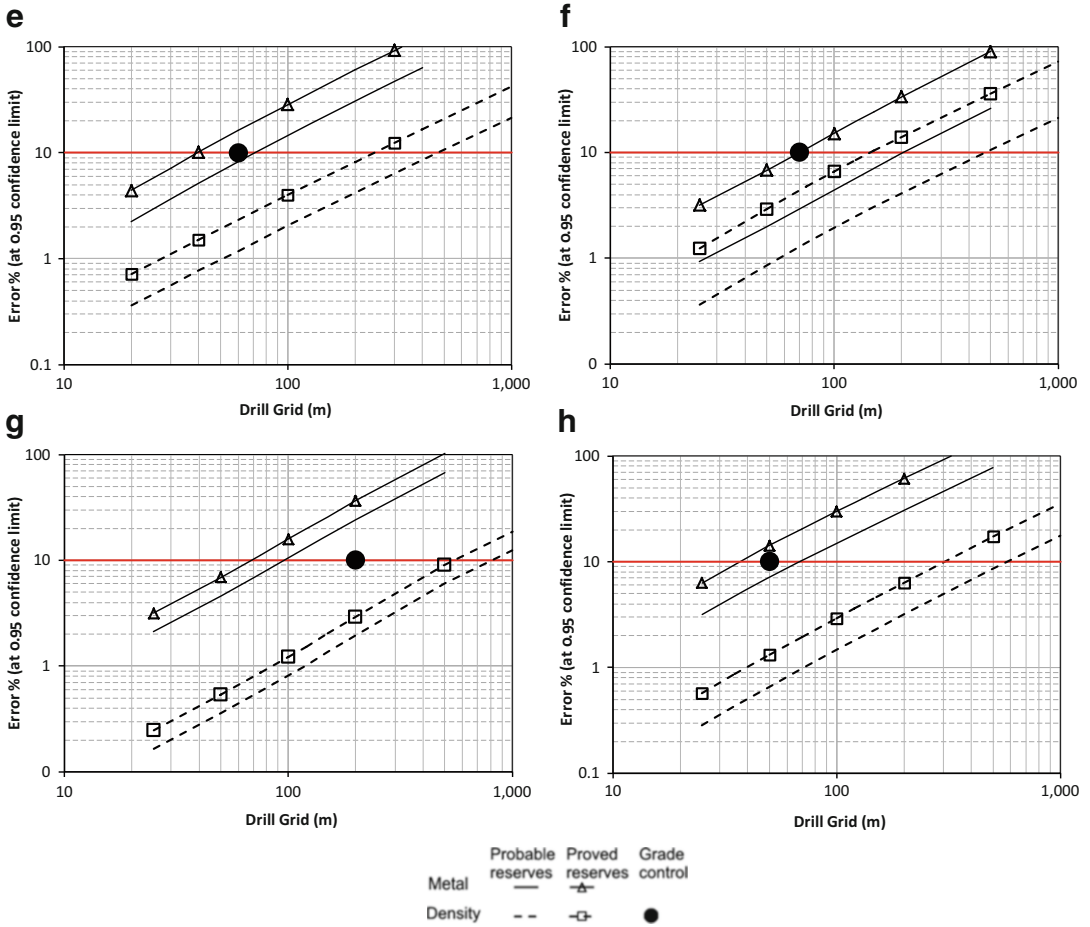 e
Error % (at 0.95 confidence limit)
100
10
1
0.1
10
100
1,000
Drill Grid (m)
f
Error % (at 0.95 confidence limit)
100
10
1
0
10
100
1,000
Drill Grid (m)
g
Error % (at 0.95 confidence limit)
100
10
1
0
10
100
1,000
Drill Grid (m)
h
Error % (at 0.95 confidence limit)
100
10
1
0.1
10
100
1,000
Drill Grid (m)
Probable reserves
Proved reserves
Grade control
Metal
Density